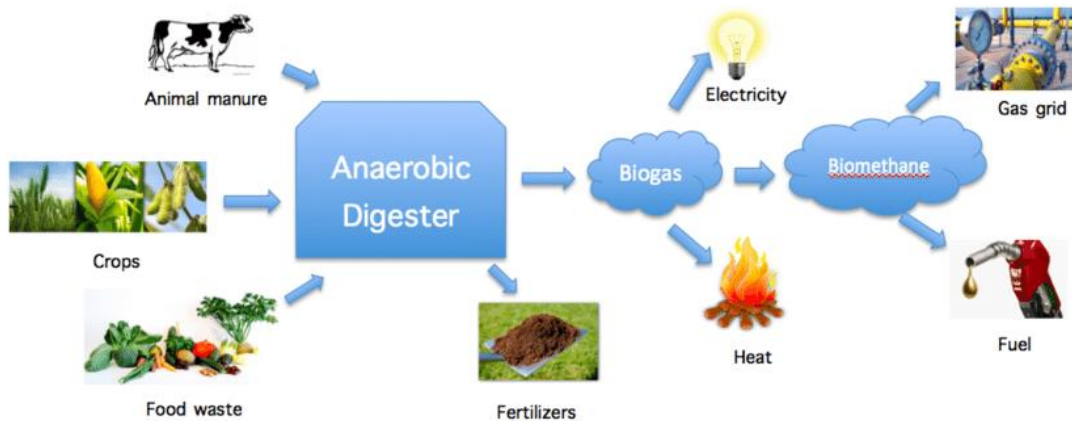 Animal manure
Crops
Food waste
Anaerobic
Digester
Fertilizers
Biogas
Electricity
Heat
Biomethane
Gas grid
Fuel